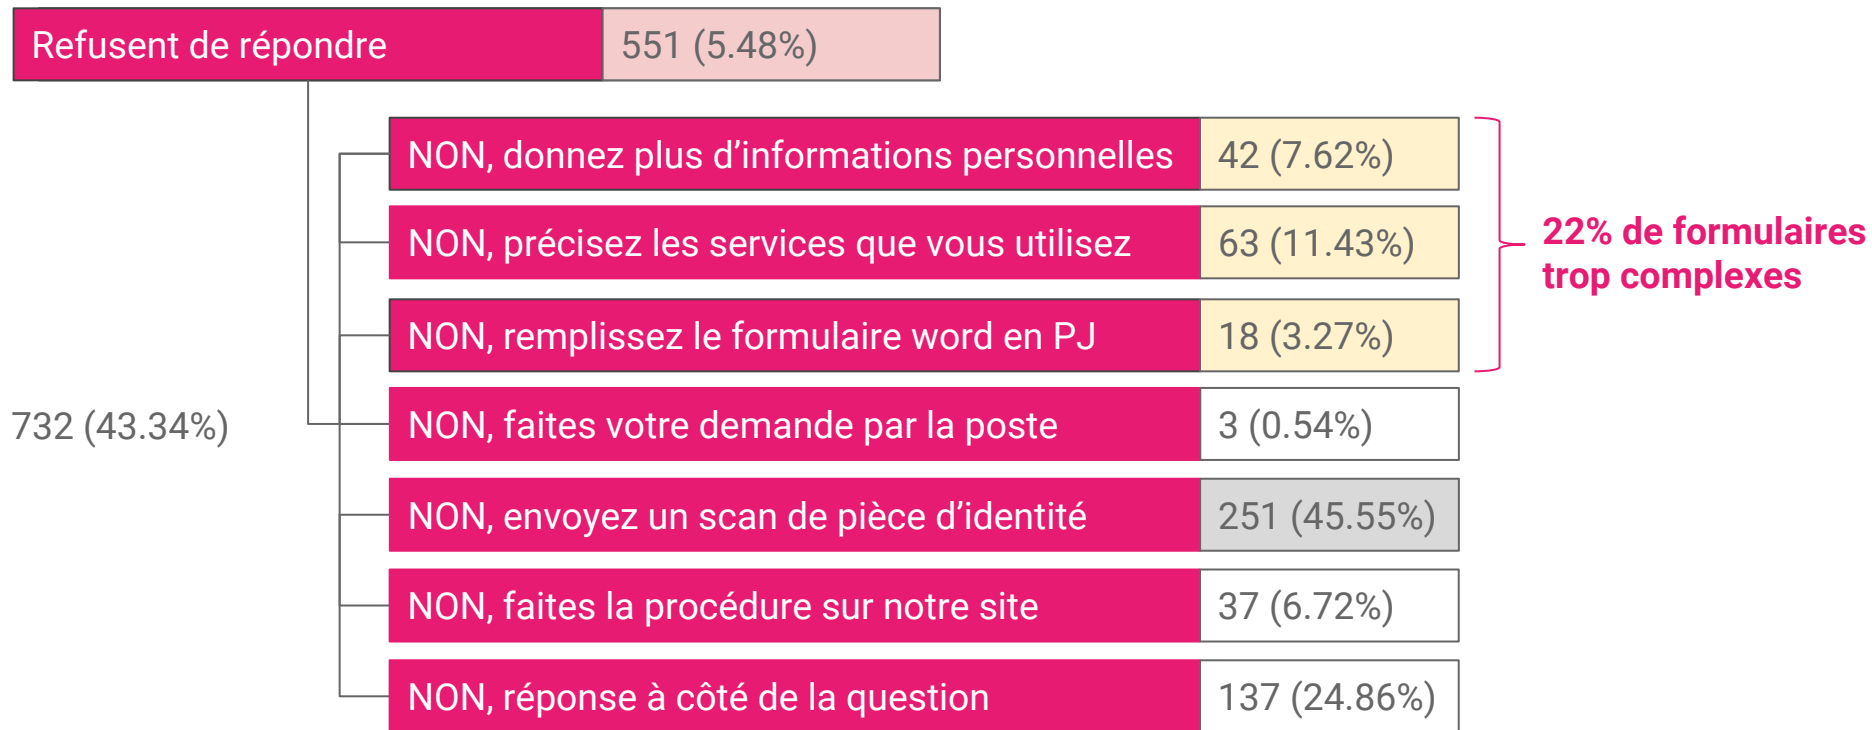 Refusent de répondre 551 (5.48%)
NON, donnez plus d’informations personnelles 42 (7.62%)
NON, précisez les services que vous utilisez 63 (11.43%)
22% de formulaires
trop complexes
NON, remplissez le formulaire word en PJ 18 (3.27%)
732 (43.34%)
NON, faites votre demande par la poste 3 (0.54%)
NON, envoyez un scan de pièce d’identité 251 (45.55%)
NON, faites la procédure sur notre site 37 (6.72%)
NON, réponse à côté de la question 137 (24.86%)